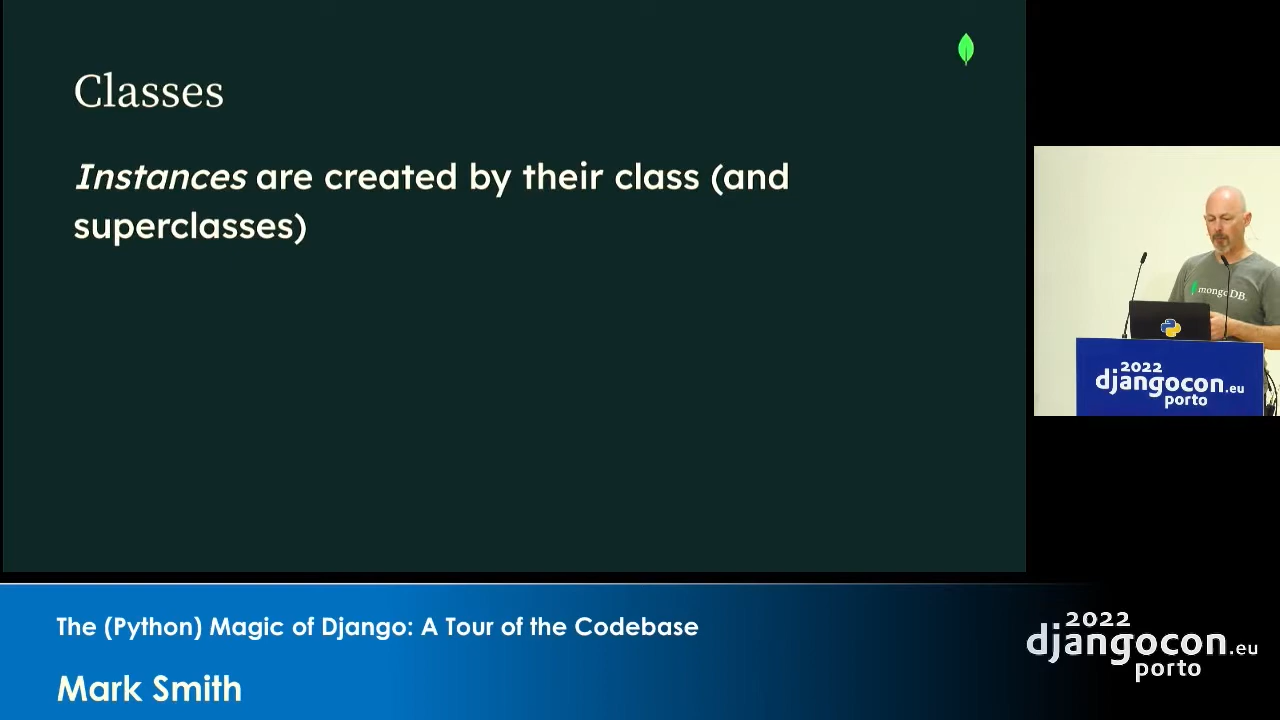 Classes
Instances are created by their class (and
superclasses)
mongoDB.
2022
djangocon.eu
porto
The (Python) Magic of Django: A Tour of the Codebase
Mark Smith
2022
djangocon.eu
porto